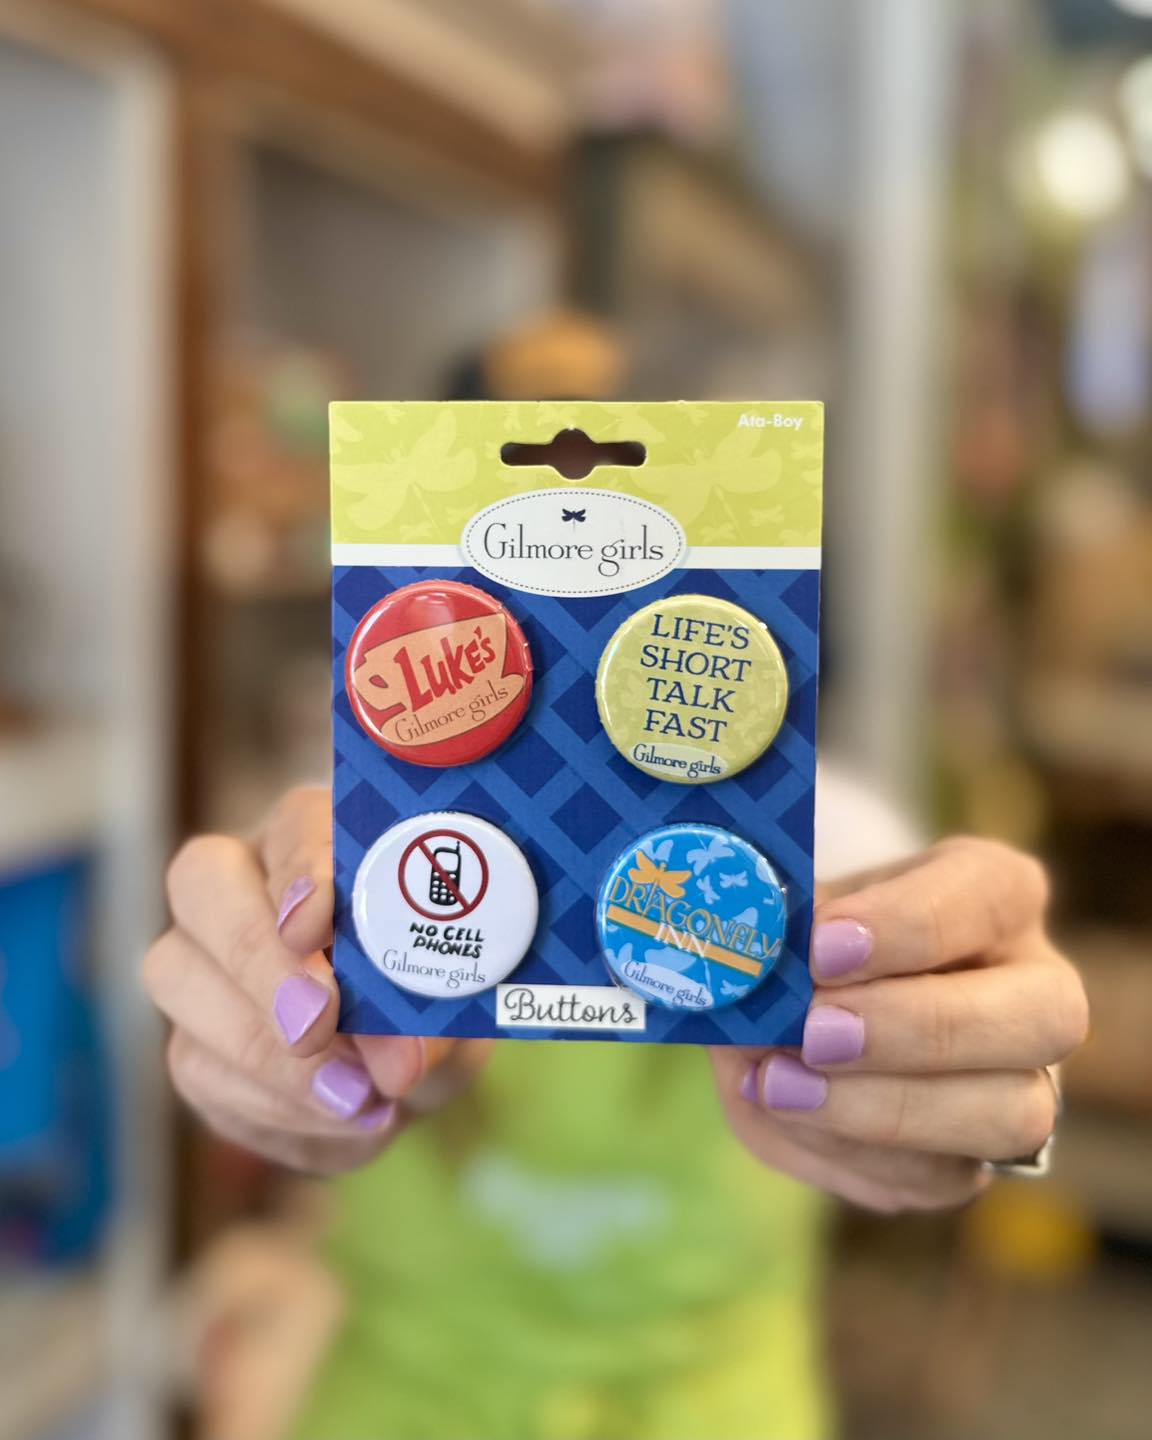 Ata-Boy
Gilmore girls
LUKE'S
Gilmore girls
LIFE'S
SHORT
TALK
FAST
Gilmore girls
NO CELL
PHONES
Gilmore girls
DRAGONFLY
INN
Gilmore girls
Buttons